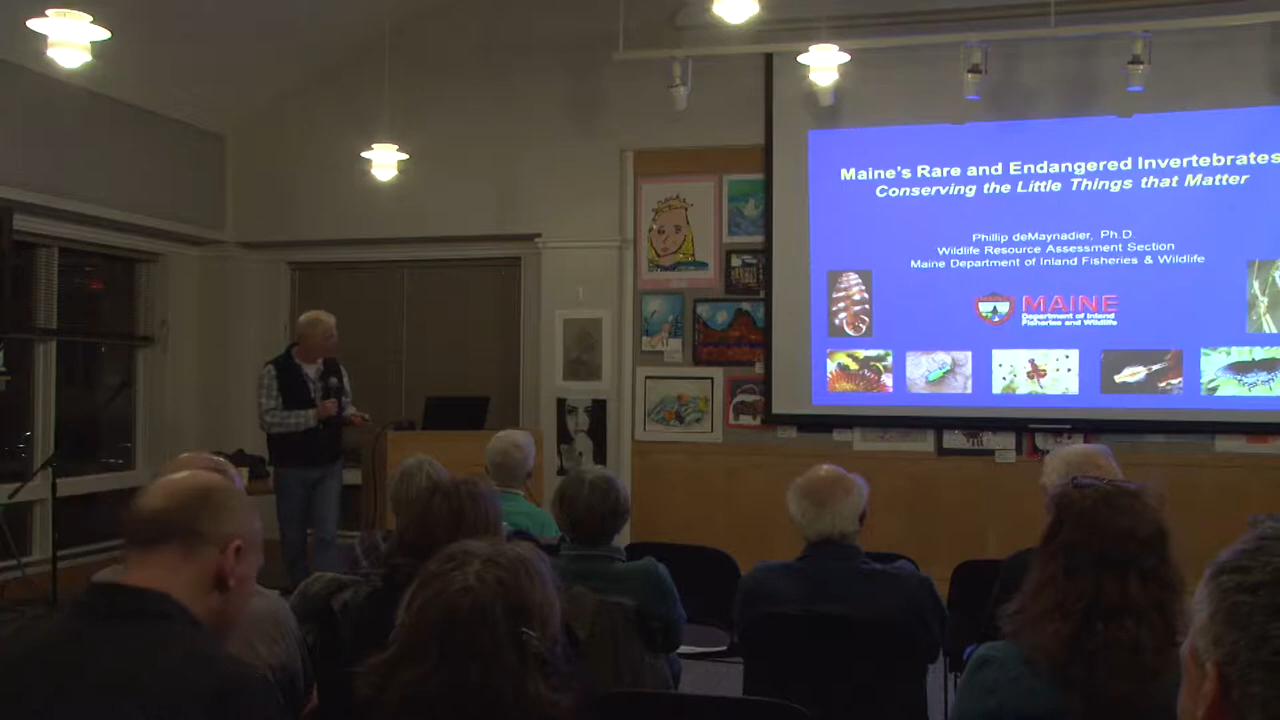 Maine's Rare and Endangered Invertebrates
Conserving the Little Things that Matter
Phillip deMaynadier, Ph.D.
Wildlife Resource Assessment Section
Maine Department of Inland Fisheries & Wildlife
MAINE
Department of Inland
Fisheries and Wildlife